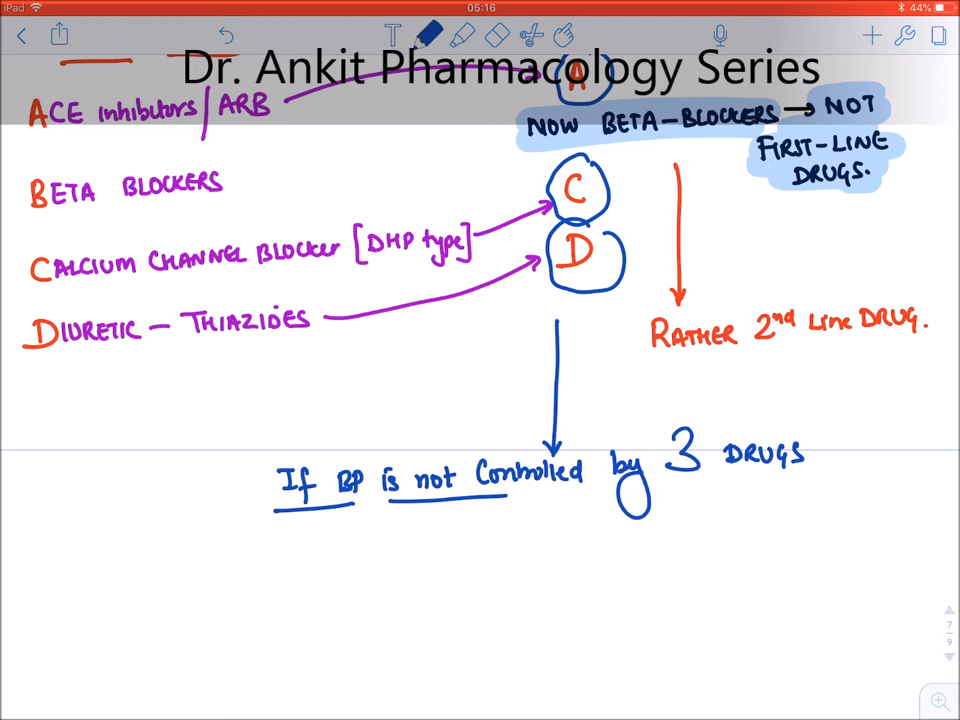 iPad 05:16 44%
T
Dr. Ankit Pharmacology Series
ACE inhibitors / ARB
A
NOW BETA-BLOCKERS → NOT
FIRST-LINE
DRUGS.
BETA BLOCKERS
C
CALCIUM CHANNEL BLOCKER [DHP type]
D
DIURETIC - THIAZIDES
RATHER 2nd Line DRUG.
If BP is not Controlled by 3 DRUGS
7
9